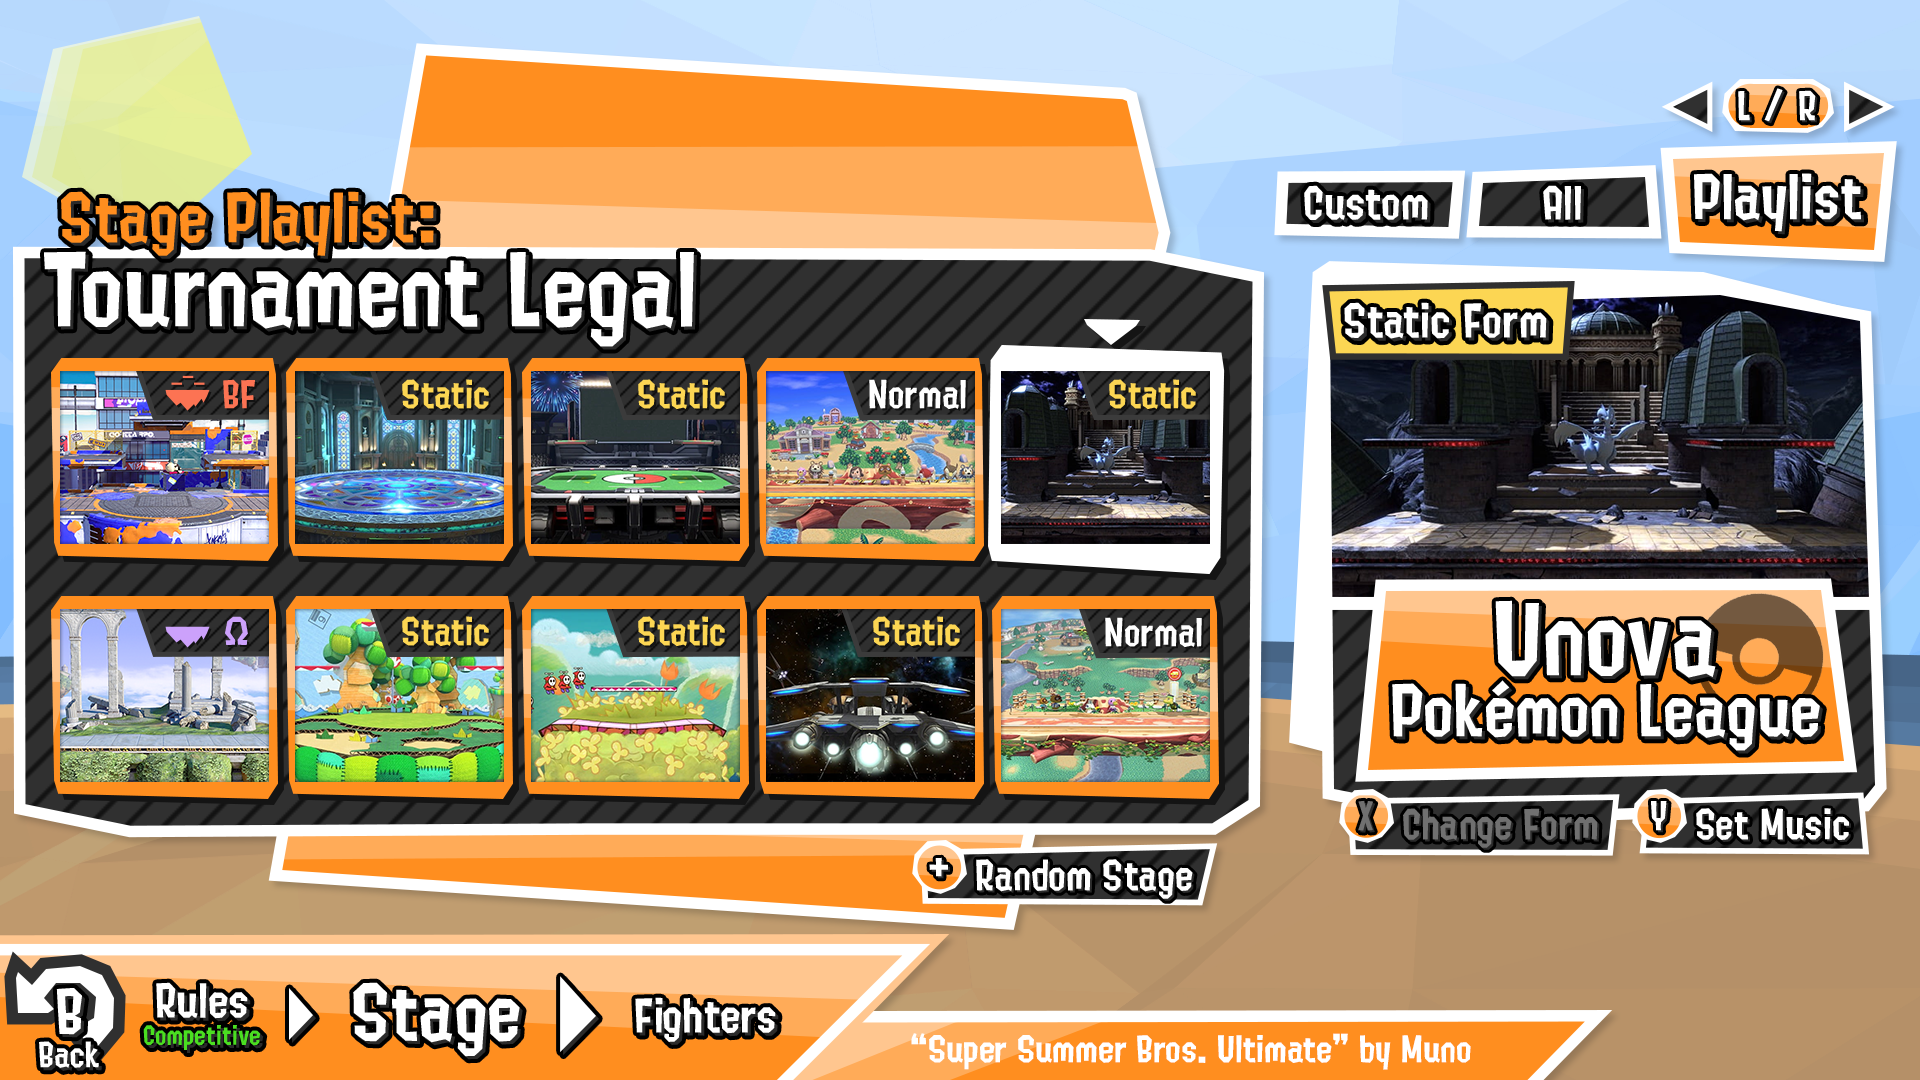 L / R
Custom
All
Playlist
Stage Playlist:
Tournament Legal
BF
Static
Static
Normal
Static
Ω
Static
Static
Static
Normal
Static Form
Unova
Pokémon League
X Change Form
Y Set Music
+ Random Stage
B
Back
Rules
Competitive
Stage
Fighters
“Super Summer Bros. Ultimate” by Muno